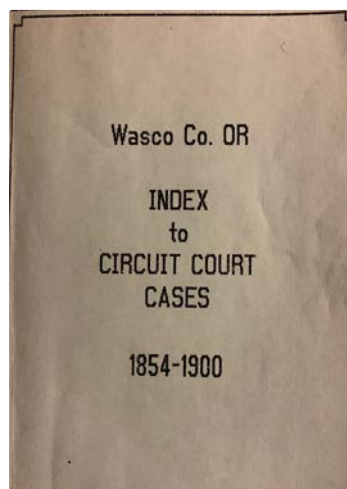 Wasco Co. OR
INDEX
to
CIRCUIT COURT
CASES
1854-1900